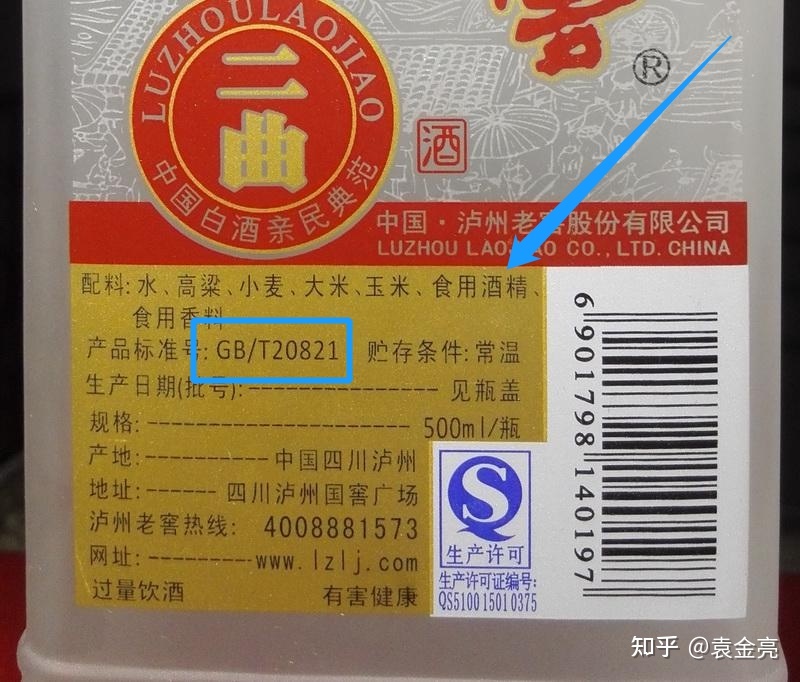 LUZHOULAOJIAO
二曲
中国白酒亲民典范
窖
®
酒
中国·泸州老窖股份有限公司
LUZHOU LAOJIAO CO.,LTD. CHINA
配料:水、高粱、小麦、大米、玉米、食用酒精、
食用香料
产品标准号:GB/T20821 贮存条件:常温
生产日期(批号):---------------见瓶盖
规格:--------------------500ml/瓶
产地:----------中国四川泸州
地址:------四川泸州国窖广场
泸州老窖热线: 4008881573
网址:---------www.lzlj.com
过量饮酒 有害健康
S
生产许可
生产许可证编号:
QS5100 1501 0375
6 901798 140197
知乎 @袁金亮